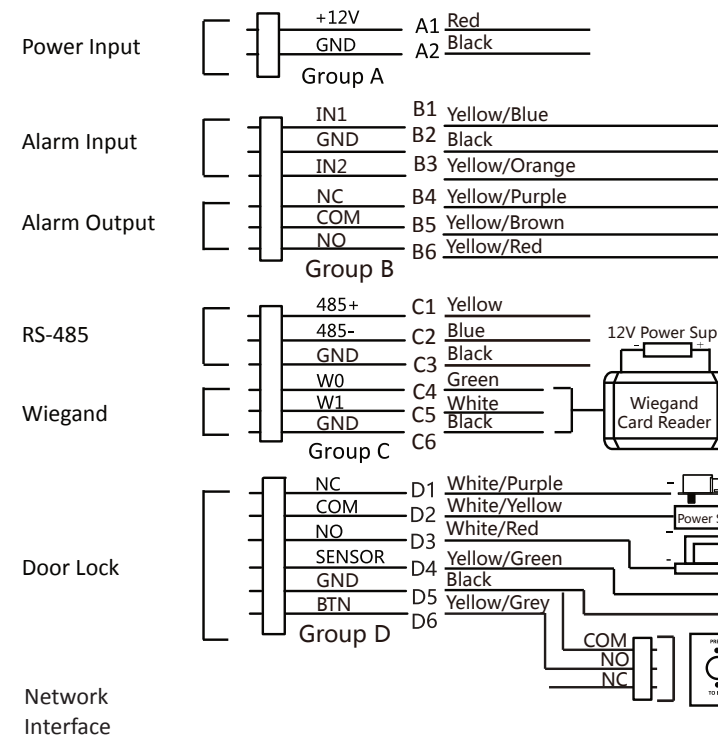 Power Input
+12V A1 Red
GND A2 Black
Group A
Alarm Input
IN1 B1 Yellow/Blue
GND B2 Black
IN2 B3 Yellow/Orange
Alarm Output
NC B4 Yellow/Purple
COM B5 Yellow/Brown
NO B6 Yellow/Red
Group B
RS-485
485+ C1 Yellow
485- C2 Blue
GND C3 Black
Wiegand
W0 C4 Green
W1 C5 White
GND C6 Black
Group C
12V Power Sup
- +
Wiegand
Card Reader
Door Lock
NC D1 White/Purple -
COM D2 White/Yellow
Power S
NO D3 White/Red -
SENSOR D4 Yellow/Green -
GND D5 Black
BTN D6 Yellow/Grey
Group D
COM
NO
NC
Network
Interface